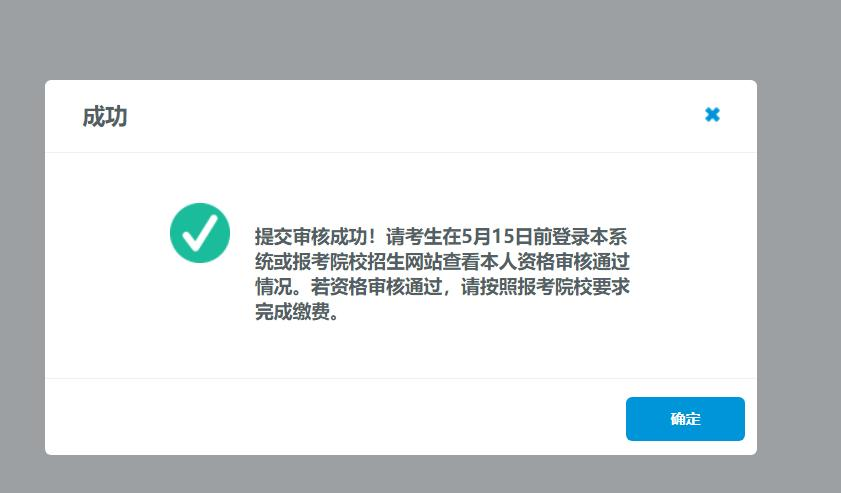 成功
提交审核成功！请考生在5月15日前登录本系
统或报考院校招生网站查看本人资格审核通过
情况。若资格审核通过，请按照报考院校要求
完成缴费。
确定